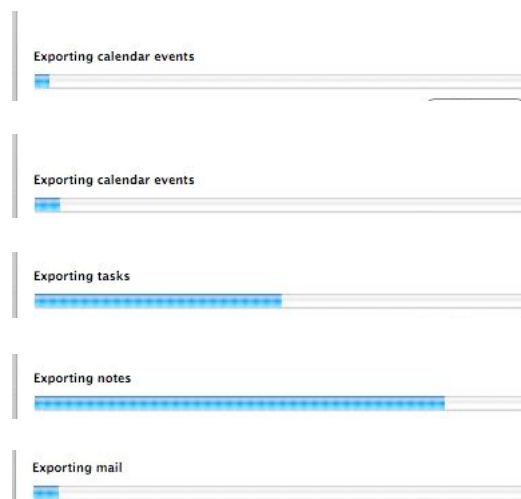 Exporting calendar events
Exporting calendar events
Exporting tasks
Exporting notes
Exporting mail